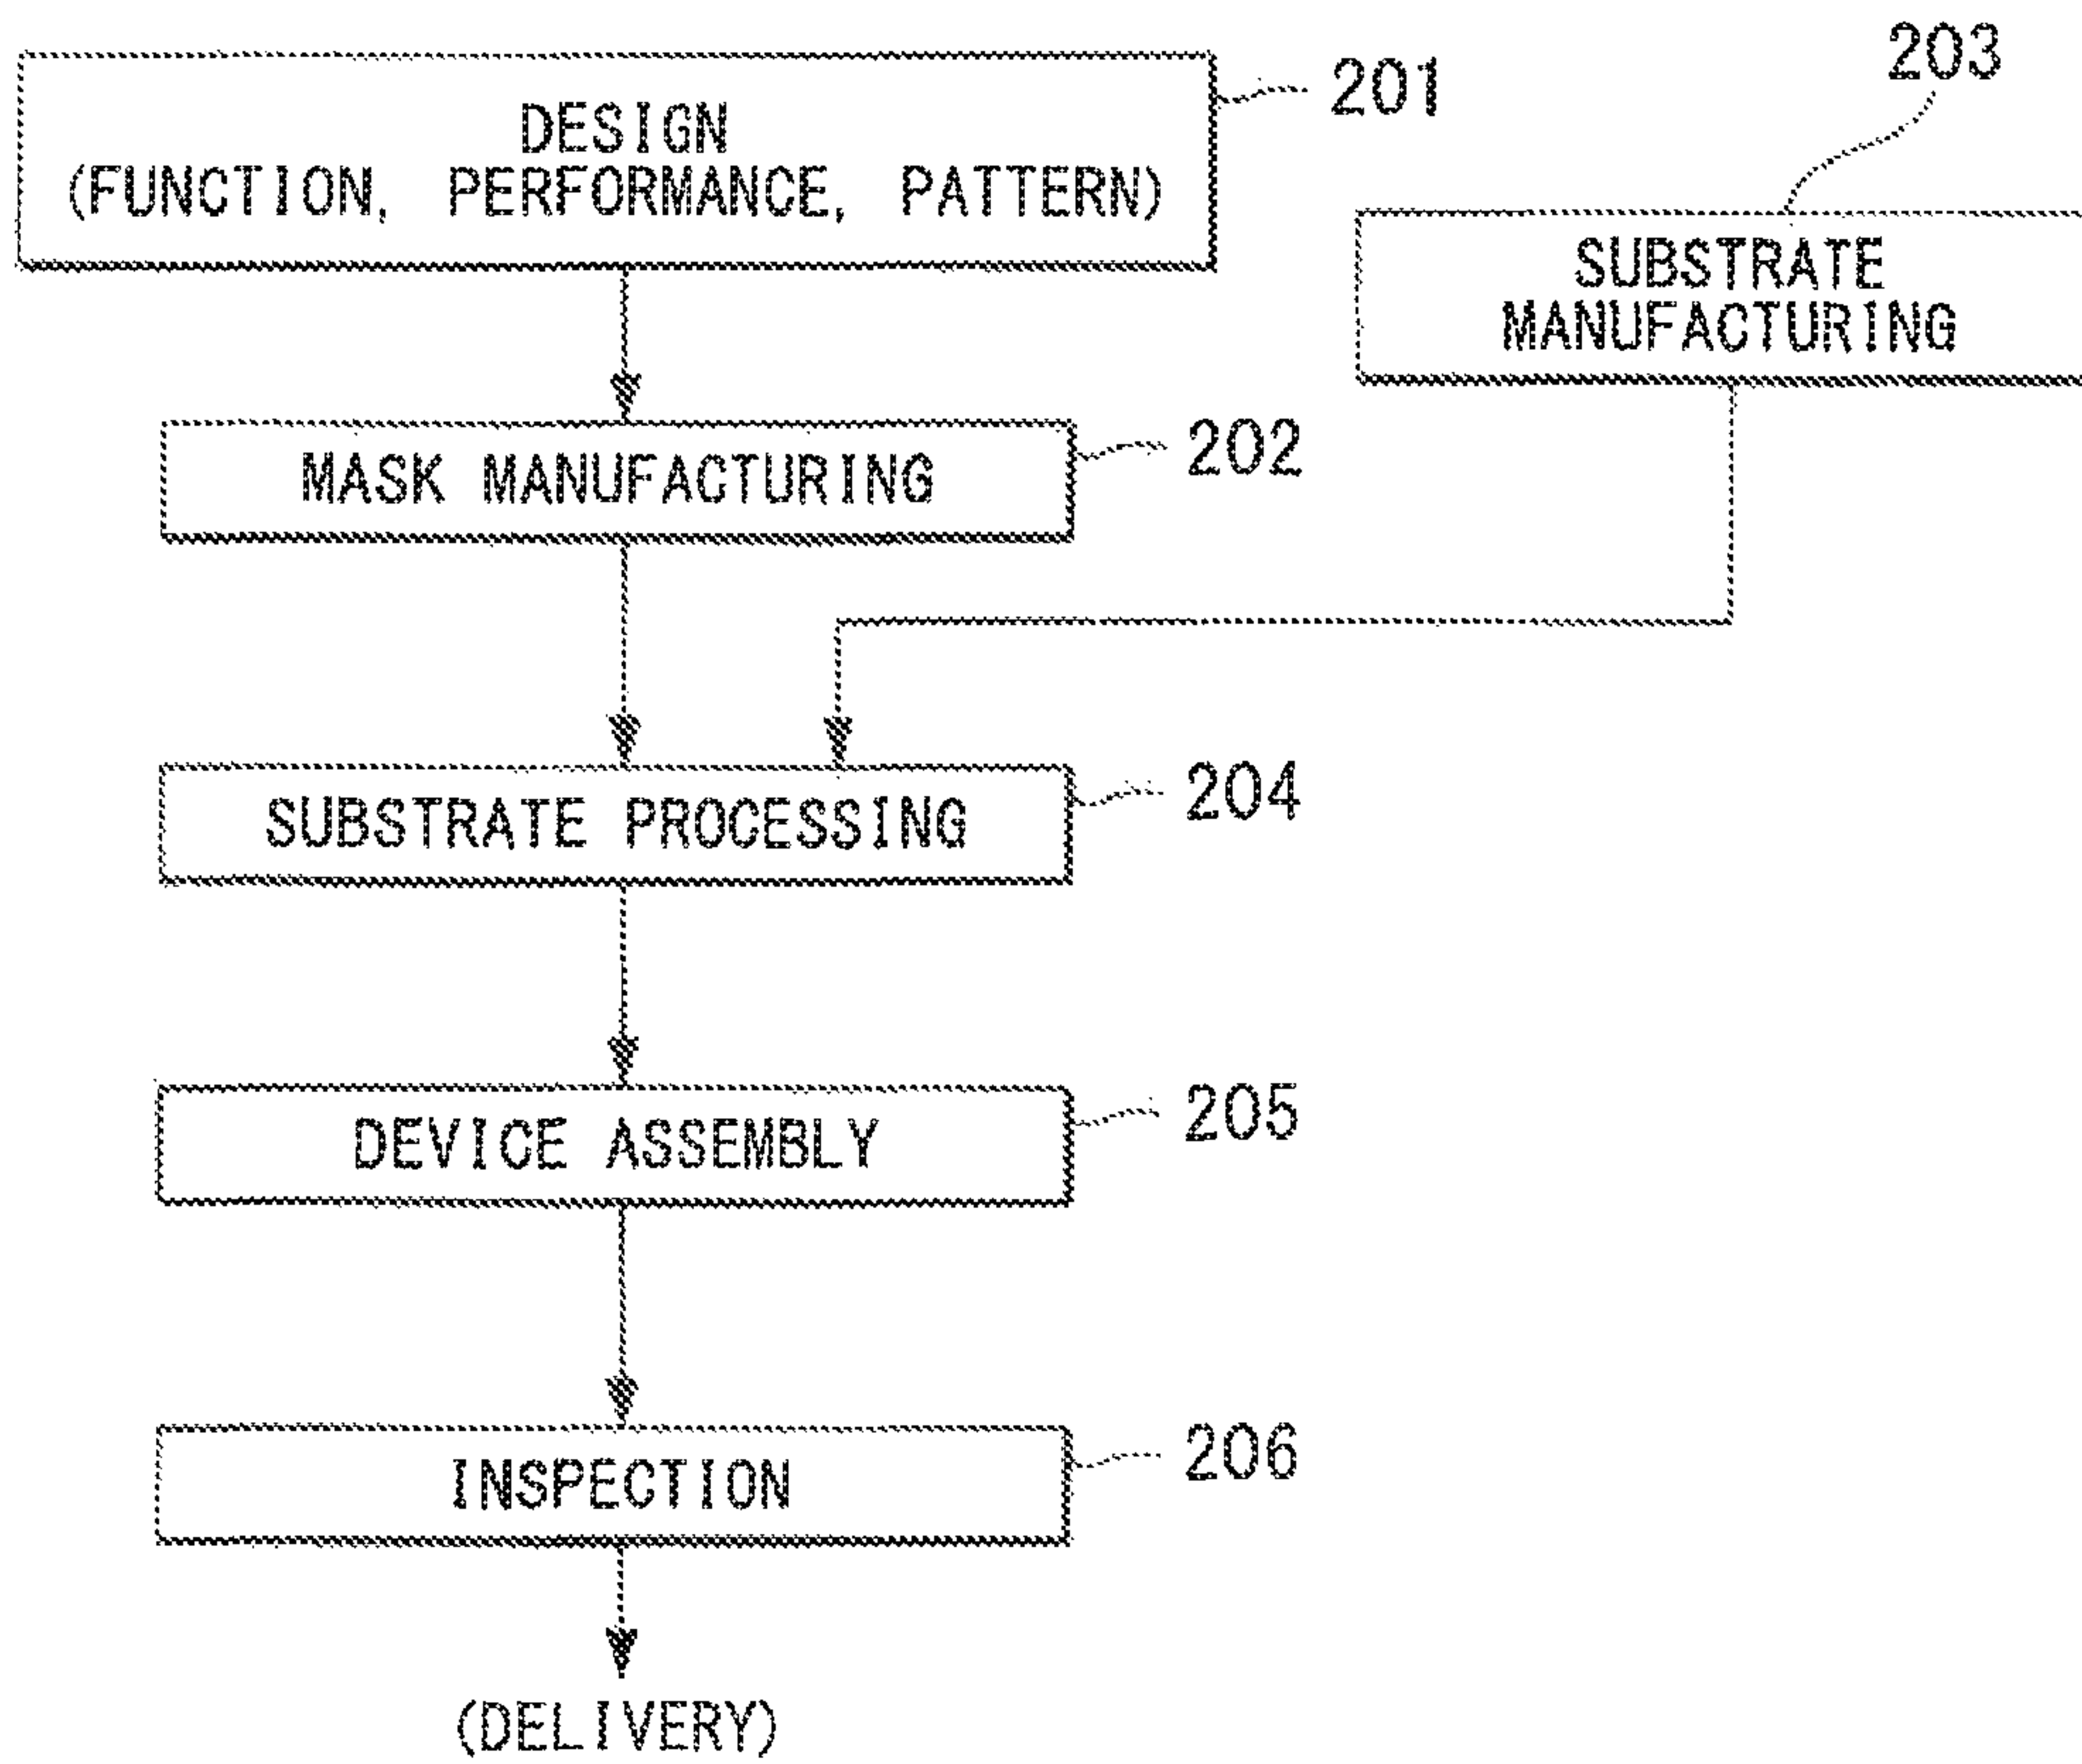 201
DESIGN
(FUNCTION, PERFORMANCE, PATTERN)
203
SUBSTRATE
MANUFACTURING
202
MASK MANUFACTURING
204
SUBSTRATE PROCESSING
205
DEVICE ASSEMBLY
206
INSPECTION
(DELIVERY)